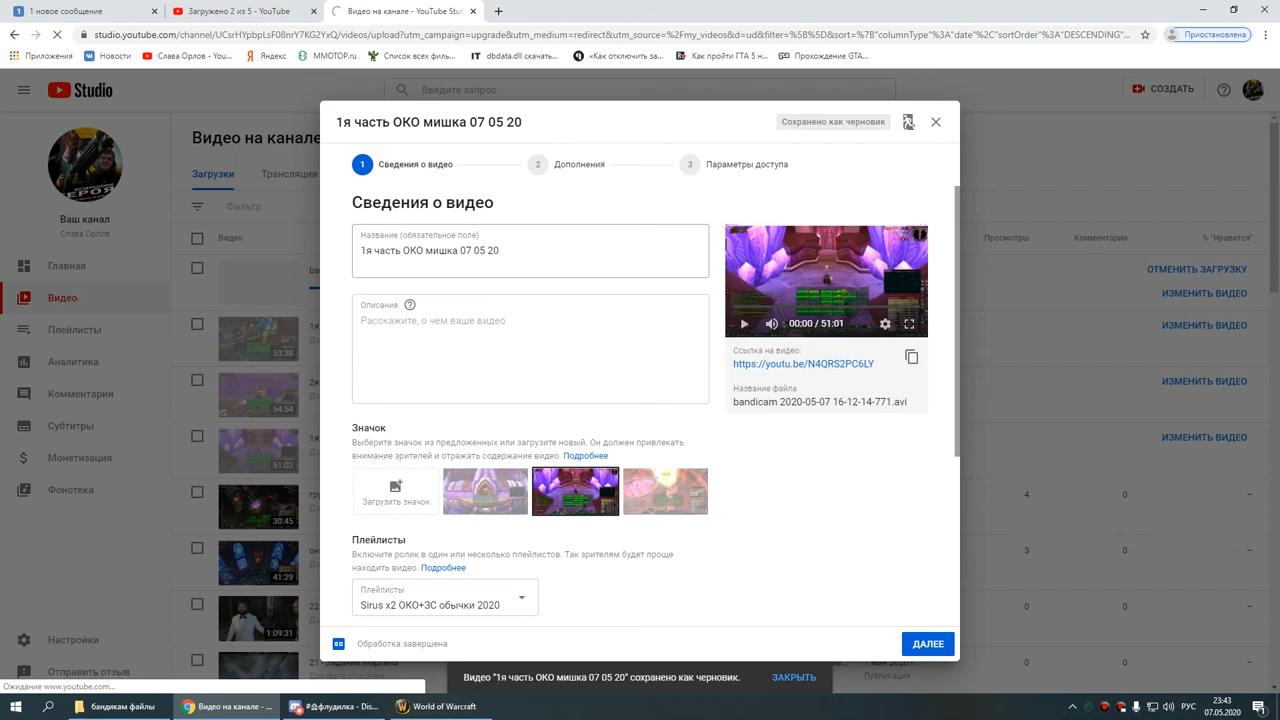 1 новое сообщение
Загрузко 2 из 5 - YouTube
Видео на канале - YouTube Stu
studio.youtube.com/channel/UCsrHYpbpLsF08nrY7KG2YxQ/videos/upload?utm_campaign=upgrade&utm_medium=redirect&utm_source=%2Fmy_videos&d=ud&filter=%5B%5D&sort=%7B"columnType"%3A"date"%2C"sortOrder"%3A"DESCENDING"...
Приостановлена
Приложения
Новости
Слава Орлов - You...
Яндекс
MMOTOP.ru
Список всех филь...
dbdata.dll скачать...
«Как отключить за...
Как пройти ГТА 5 н...
Прохождение GTA...
Studio
Введите запрос
СОЗДАТЬ
Ваш канал
Слава Орлов
Главная
Видео
Плейлисты
Аналитика
Комментарии
Субтитры
Монетизация
Фонотека
Настройки
Отправить отзыв
Видео на канале
Загрузки
Трансляции
Фильтр
Видео
Просмотры
Комментарии
% "Нравится"
ban
ОТМЕНИТЬ ЗАГРУЗКУ
ИЗМЕНИТЬ ВИДЕО
53:38
ИЗМЕНИТЬ ВИДЕО
54:54
ИЗМЕНИТЬ ВИДЕО
51:02
ИЗМЕНИТЬ ВИДЕО
30:45
4
0
–
41:29
3
0
–
1:09:31
0
0
–
21 - Задание Мартина
Добавить описание
7 мая 2020 г.
Публикация
0
0
–
1я часть ОКО мишка 07 05 20
Сохранено как черновик
1
Сведения о видео
2
Дополнения
3
Параметры доступа
Сведения о видео
Название (обязательное поле)
1я часть ОКО мишка 07 05 20
Описание
Расскажите, о чем ваше видео
00:00 / 51:01
Ссылка на видео:
https://youtu.be/N4QRS2PC6LY
Название файла
bandicam 2020-05-07 16-12-14-771.avi
Значок
Выберите значок из предложенных или загрузите новый. Он должен привлекать
внимание зрителей и отражать содержание видео. Подробнее
Загрузить значок
Плейлисты
Включите ролик в один или несколько плейлистов. Так зрителям будет проще
находить видео. Подробнее
Плейлисты
Sirus x2 ОКО+ЗС обычки 2020
Обработка завершена
ДАЛЕЕ
Видео "1я часть ОКО мишка 07 05 20" сохранено как черновик.
ЗАКРЫТЬ
Ожидание www.youtube.com...
бандикам файлы
Видео на канале - ...
World of Warcraft
РУС
23:43
07.05.2020